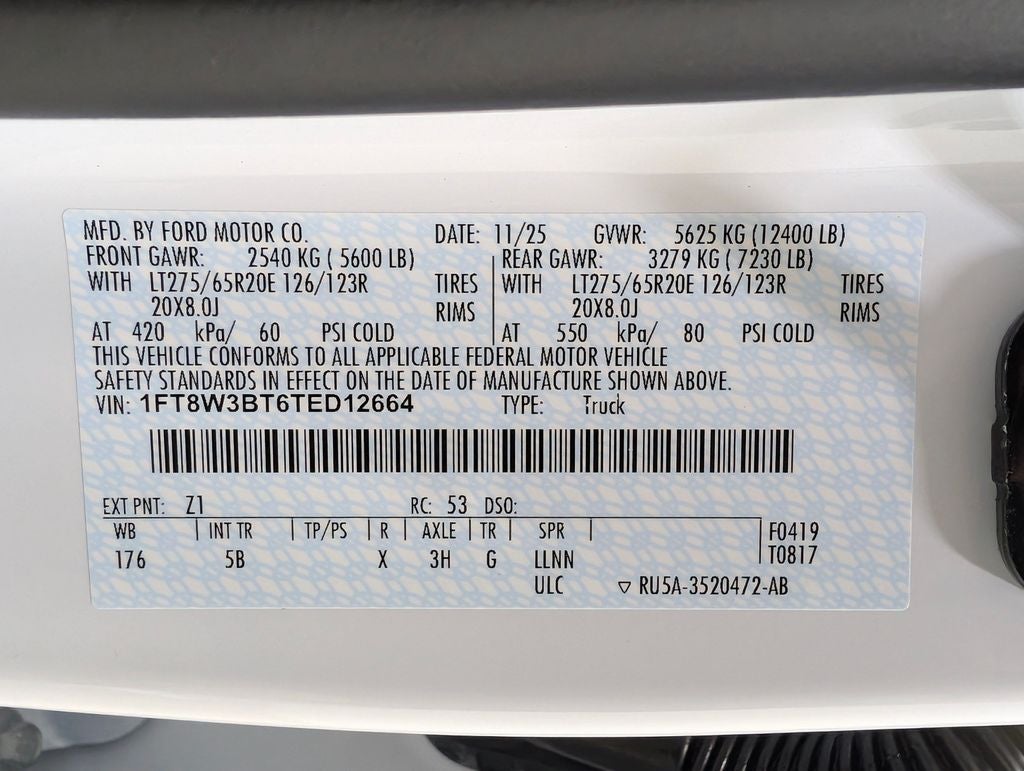 MFD. BY FORD MOTOR CO. DATE: 11/25 GVWR: 5625 KG (12400 LB)
FRONT GAWR: 2540 KG ( 5600 LB) REAR GAWR: 3279 KG ( 7230 LB)
WITH LT275/65R20E 126/123R TIRES WITH LT275/65R20E 126/123R TIRES
20X8.0J RIMS 20X8.0J RIMS
AT 420 kPa/ 60 PSI COLD AT 550 kPa/ 80 PSI COLD
THIS VEHICLE CONFORMS TO ALL APPLICABLE FEDERAL MOTOR VEHICLE
SAFETY STANDARDS IN EFFECT ON THE DATE OF MANUFACTURE SHOWN ABOVE.
VIN: 1FT8W3BT6TED12664 TYPE: Truck
EXT PNT: Z1 RC: 53 DSO:
WB | INT TR | TP/PS | R | AXLE | TR | SPR | F0419
176 5B X 3H G LLNN T0817
ULC ▽ RU5A-3520472-AB